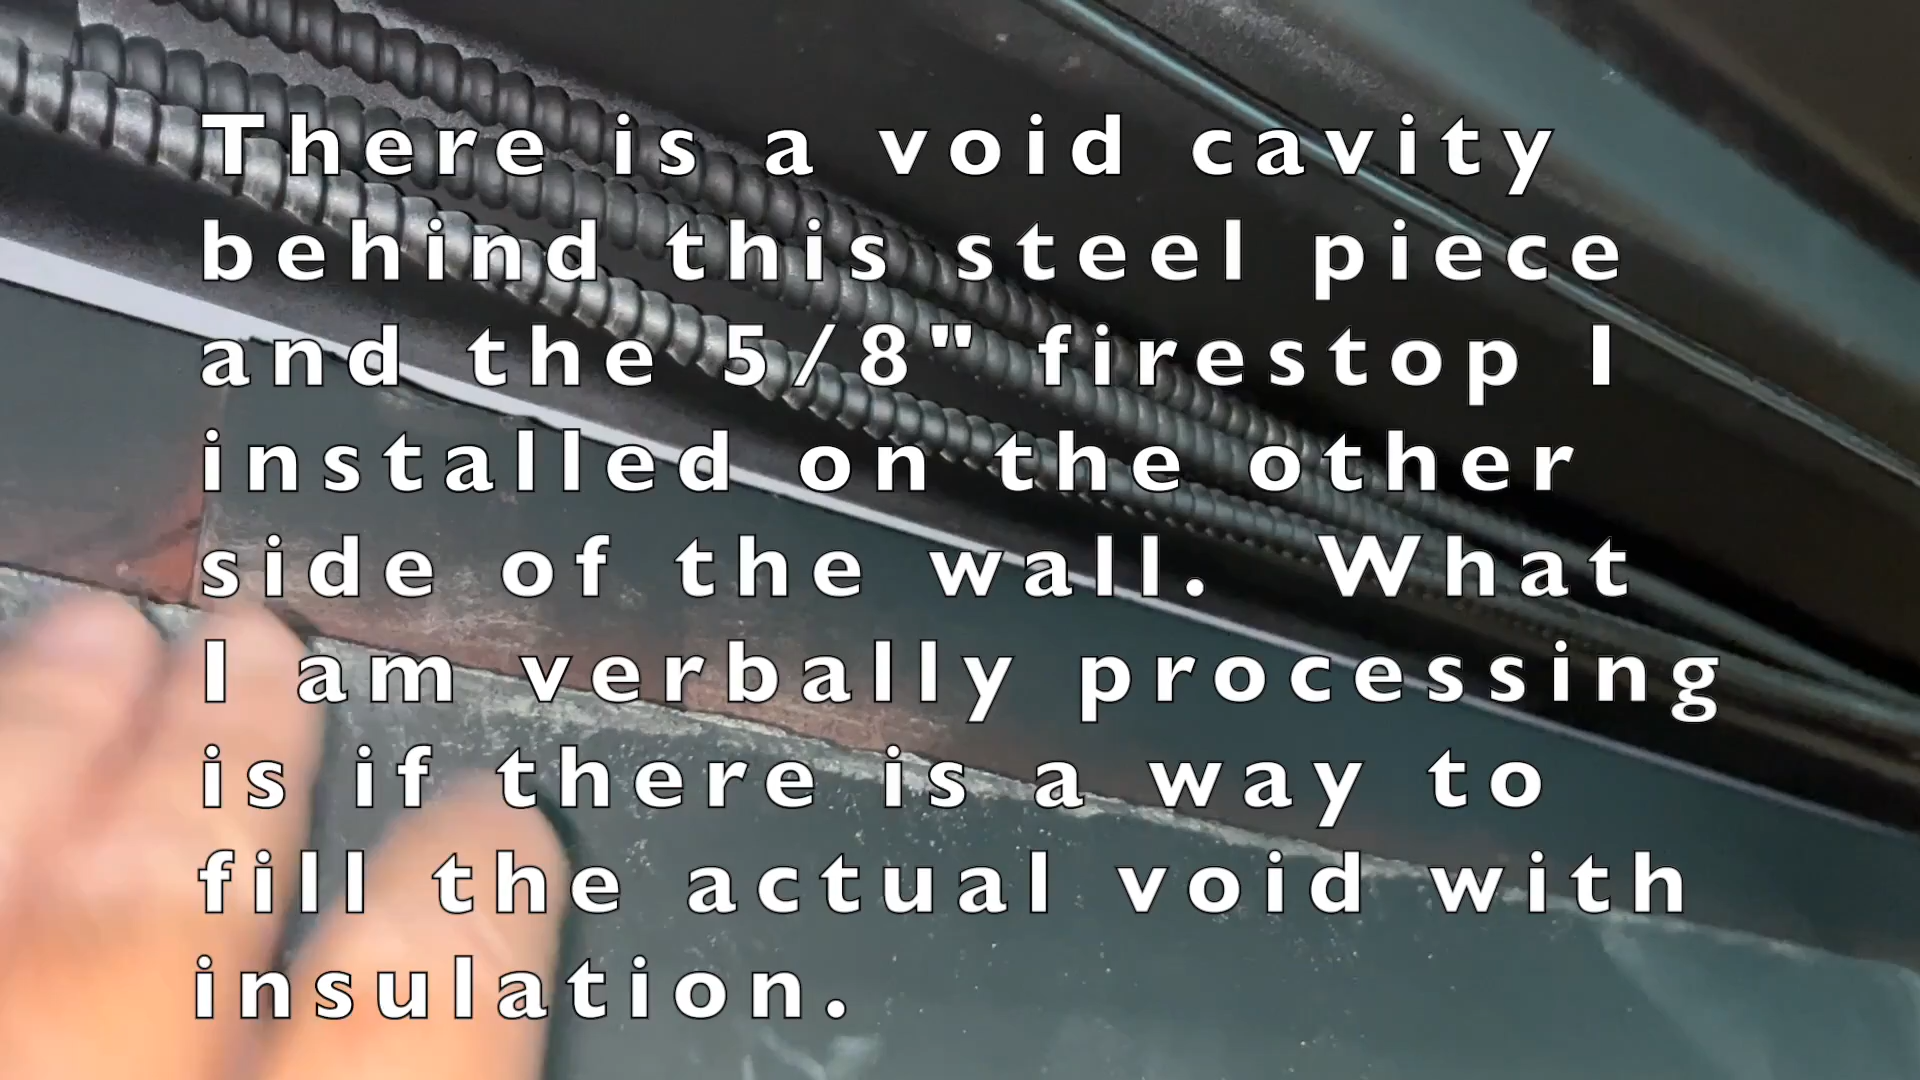 There is a void cavity
behind this steel piece
and the 5/8" firestop I
installed on the other
side of the wall.  What
I am verbally processing
is if there is a way to
fill the actual void with
insulation.